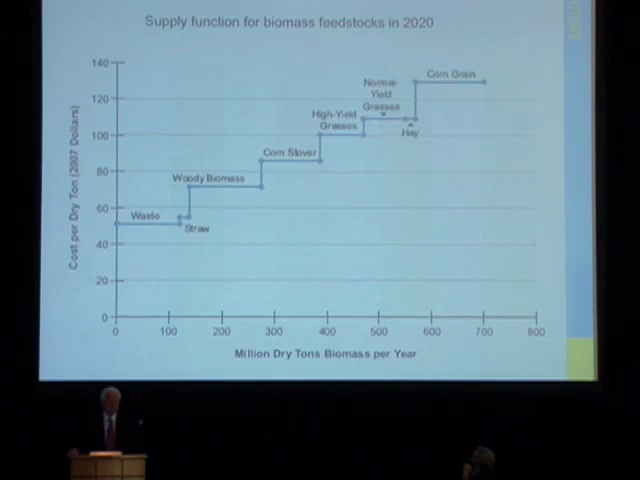 Supply function for biomass feedstocks in 2020
Cost per Dry Ton (2007 Dollars)
140
120
100
80
60
40
20
0
Waste
Straw
Woody Biomass
Corn Stover
High-Yield
Grasses
Normal-
Yield
Grasses
Hay
Corn Grain
0 100 200 300 400 500 600 700 800
Million Dry Tons Biomass per Year